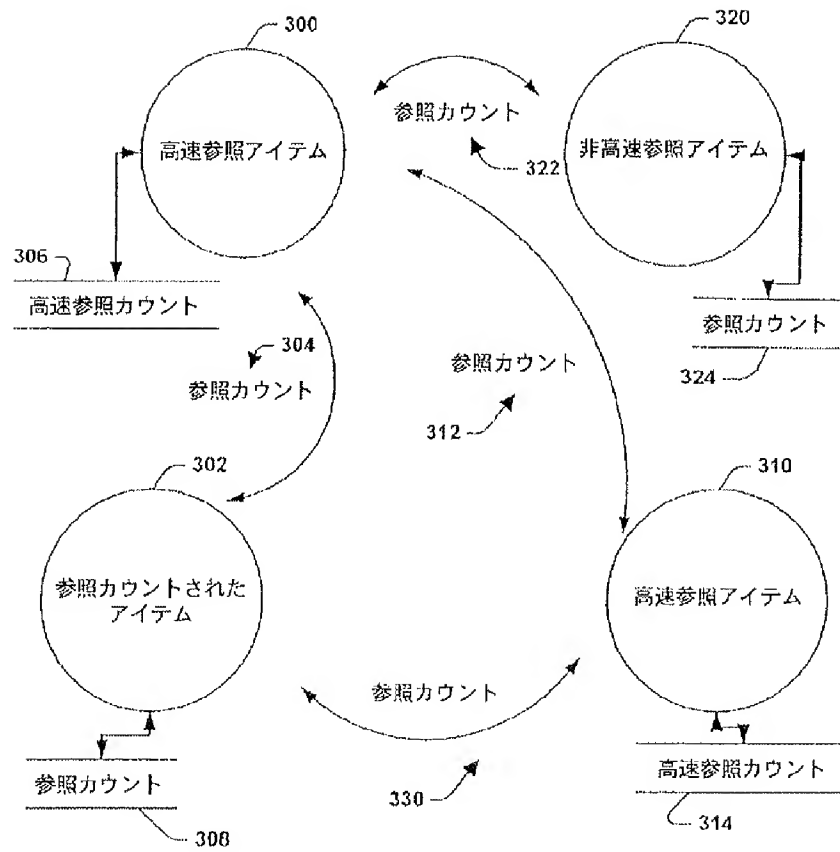 300
320
高速参照アイテム
参照カウント
322
非高速参照アイテム
306
高速参照カウント
304
参照カウント
参照カウント
324
参照カウント
312
302
310
参照カウントされた
アイテム
高速参照アイテム
参照カウント
330
参照カウント
308
高速参照カウント
314